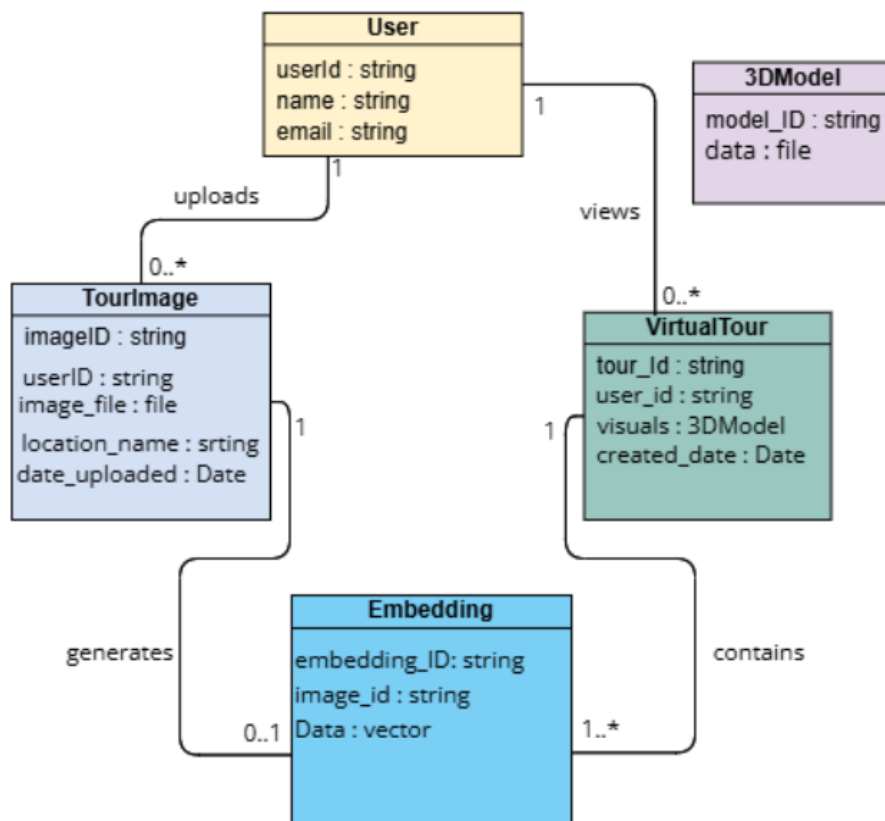 User
userId : string
name : string
email : string
1
1
3DModel
model_ID : string
data : file
uploads
views
0..*
0..*
TourImage
imageID : string
userID : string
image_file : file
location_name : srting
date_uploaded : Date
1
VirtualTour
tour_Id : string
user_id : string
visuals : 3DModel
created_date : Date
1
generates
contains
Embedding
embedding_ID: string
image_id : string
Data : vector
0..1
1..*